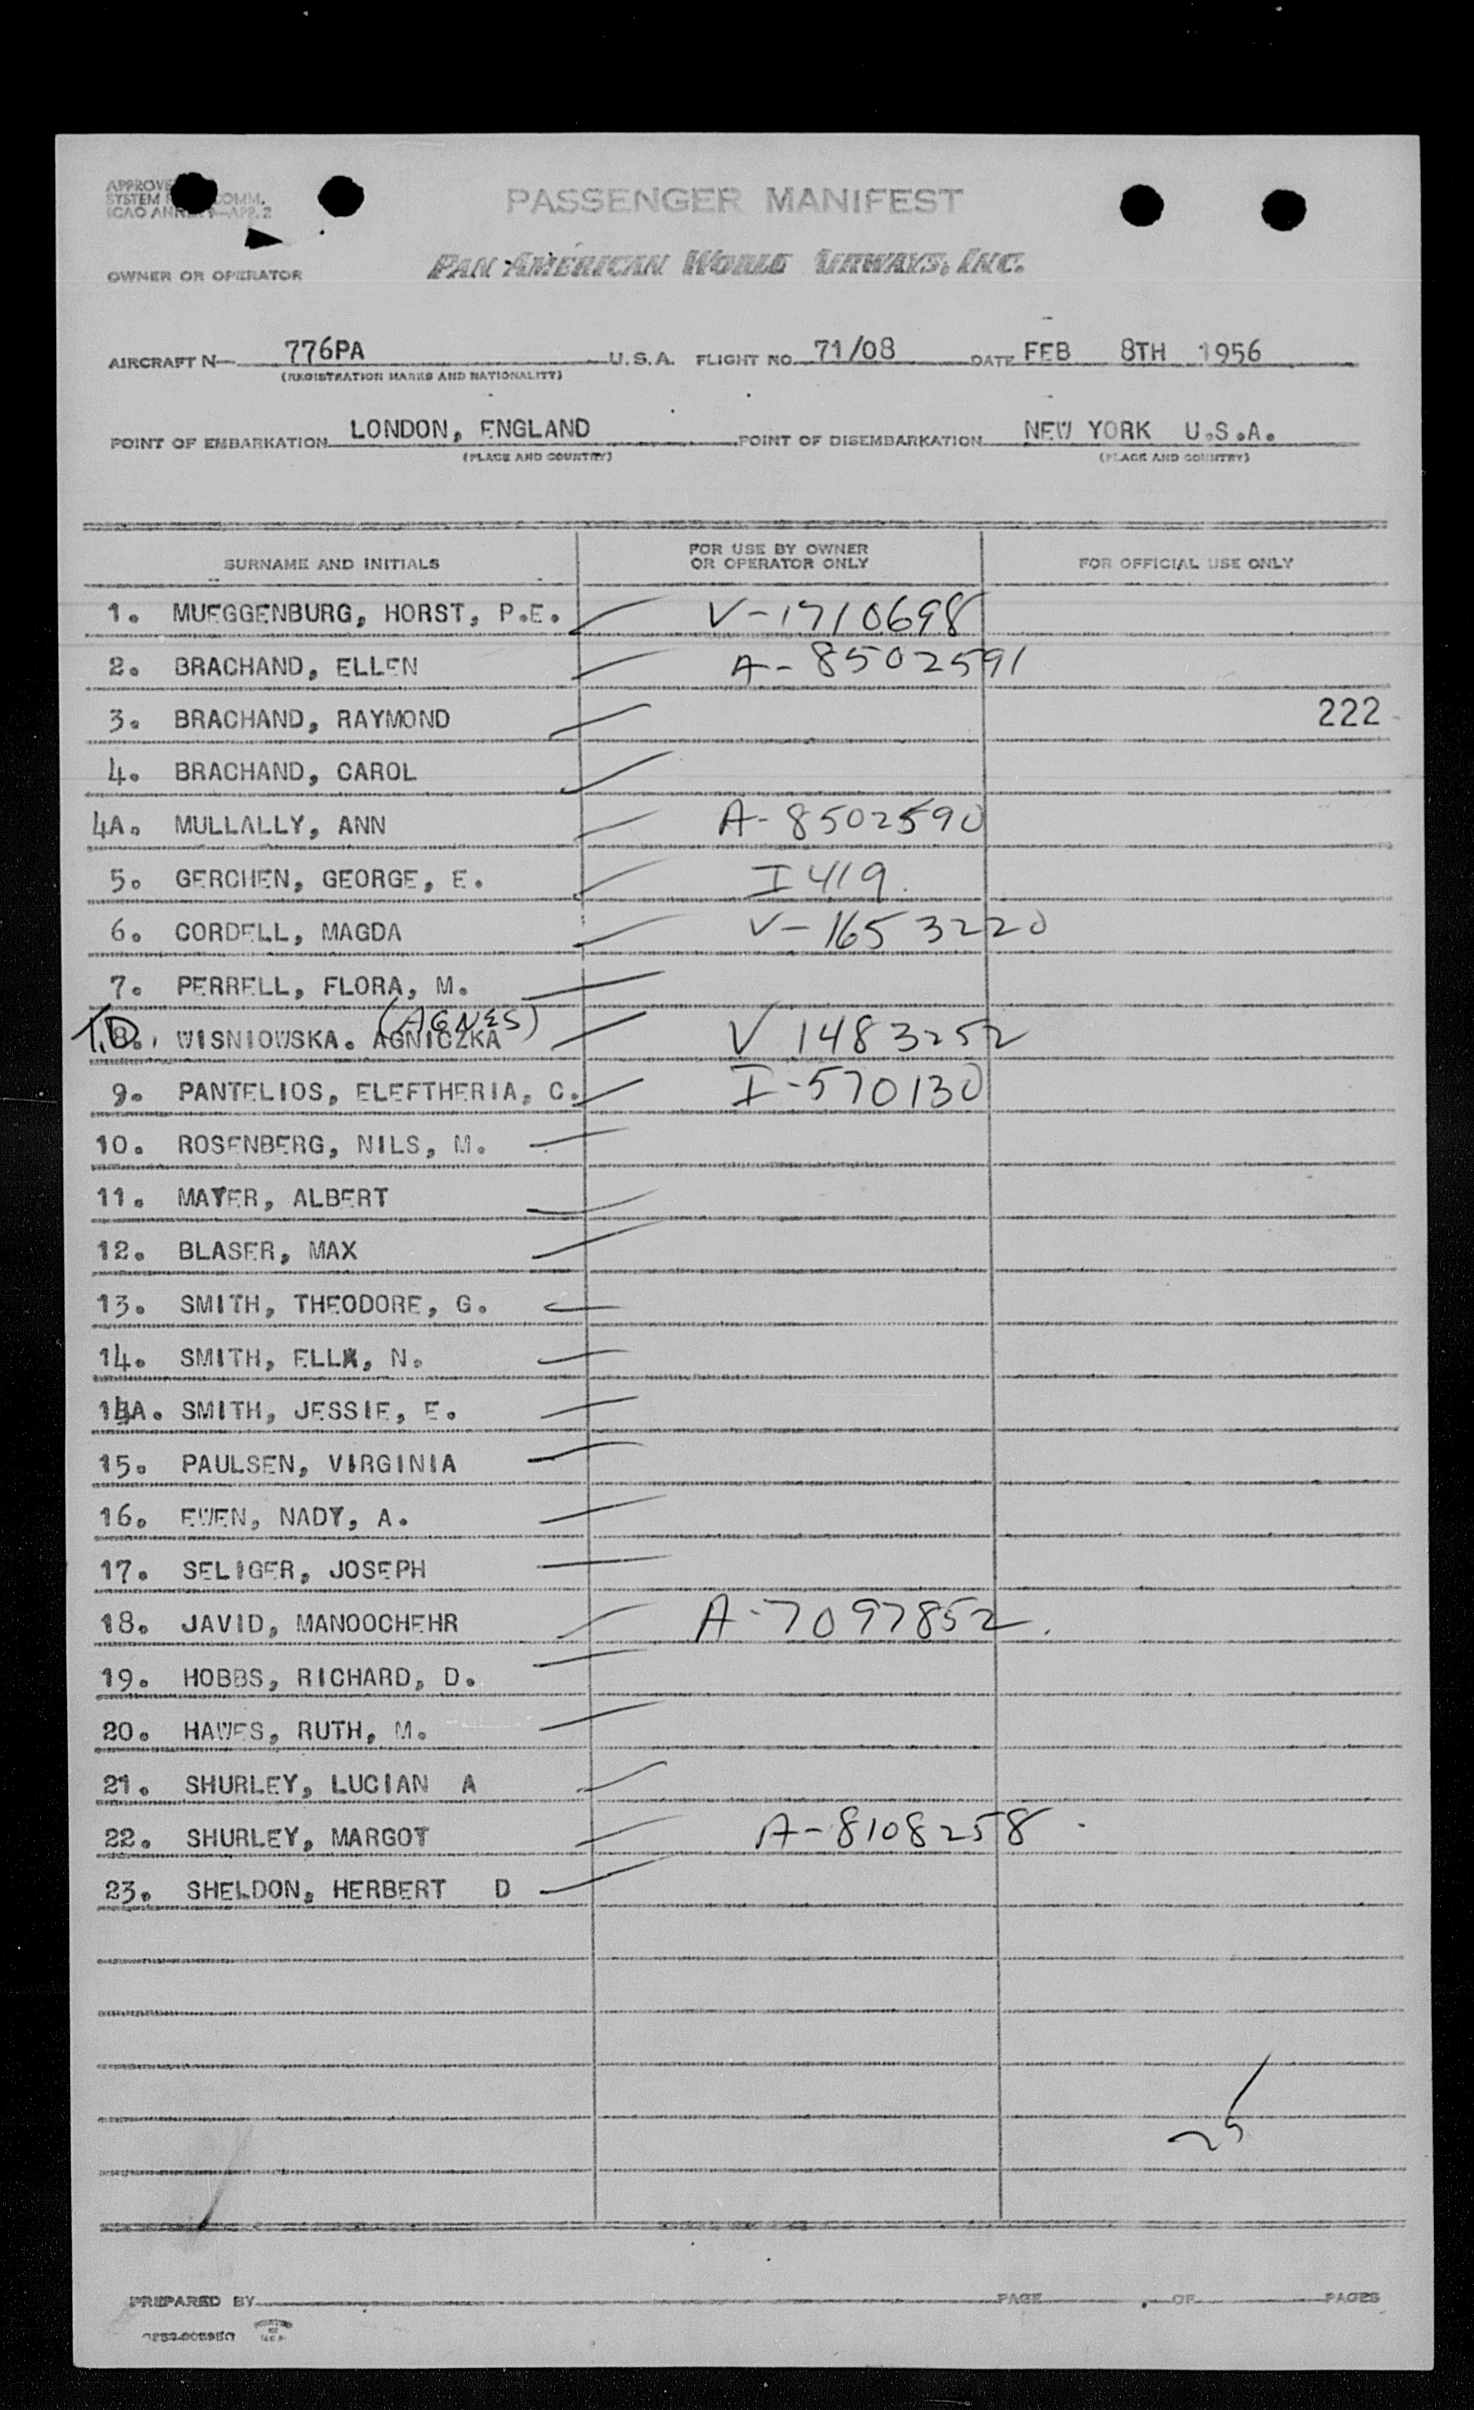 PASSENGER MANIFEST
PAN AMERICAN WORLD AIRWAYS, INC.
OWNER OR OPERATOR
AIRCRAFT N— 776PA U.S.A. FLIGHT NO. 71/08 DATE FEB 8TH 1956
(REGISTRATION MARKS AND NATIONALITY)
POINT OF EMBARKATION LONDON, ENGLAND POINT OF DISEMBARKATION NEW YORK U.S.A.
(PLACE AND COUNTRY) (PLACE AND COUNTRY)
SURNAME AND INITIALS FOR USE BY OWNER OR OPERATOR ONLY FOR OFFICIAL USE ONLY
1. MUEGGENBURG, HORST, P.E. V-1710698
2. BRACHAND, ELLEN A-8502591
3. BRACHAND, RAYMOND 222
4. BRACHAND, CAROL
4A. MULLALLY, ANN A-8502590
5. GERCHEN, GEORGE, E. I 419.
6. CORDELL, MAGDA V-1653220
7. PERRELL, FLORA, M.
(AGNES)
T.D. 8. WISNIOWSKA. AGNICZKA V 1483252
9. PANTELIOS, ELEFTHERIA, C. I-570130
10. ROSENBERG, NILS, M.
11. MAYER, ALBERT
12. BLASER, MAX
13. SMITH, THEODORE, G.
14. SMITH, ELLA, N.
14A. SMITH, JESSIE, E.
15. PAULSEN, VIRGINIA
16. EWEN, NADY, A.
17. SELIGER, JOSEPH
18. JAVID, MANOOCHEHR A-7097852.
19. HOBBS, RICHARD, D.
20. HAWES, RUTH, M.
21. SHURLEY, LUCIAN A
22. SHURLEY, MARGOT A-8108258
23. SHELDON, HERBERT D
25
PREPARED BY PAGE OF PAGES